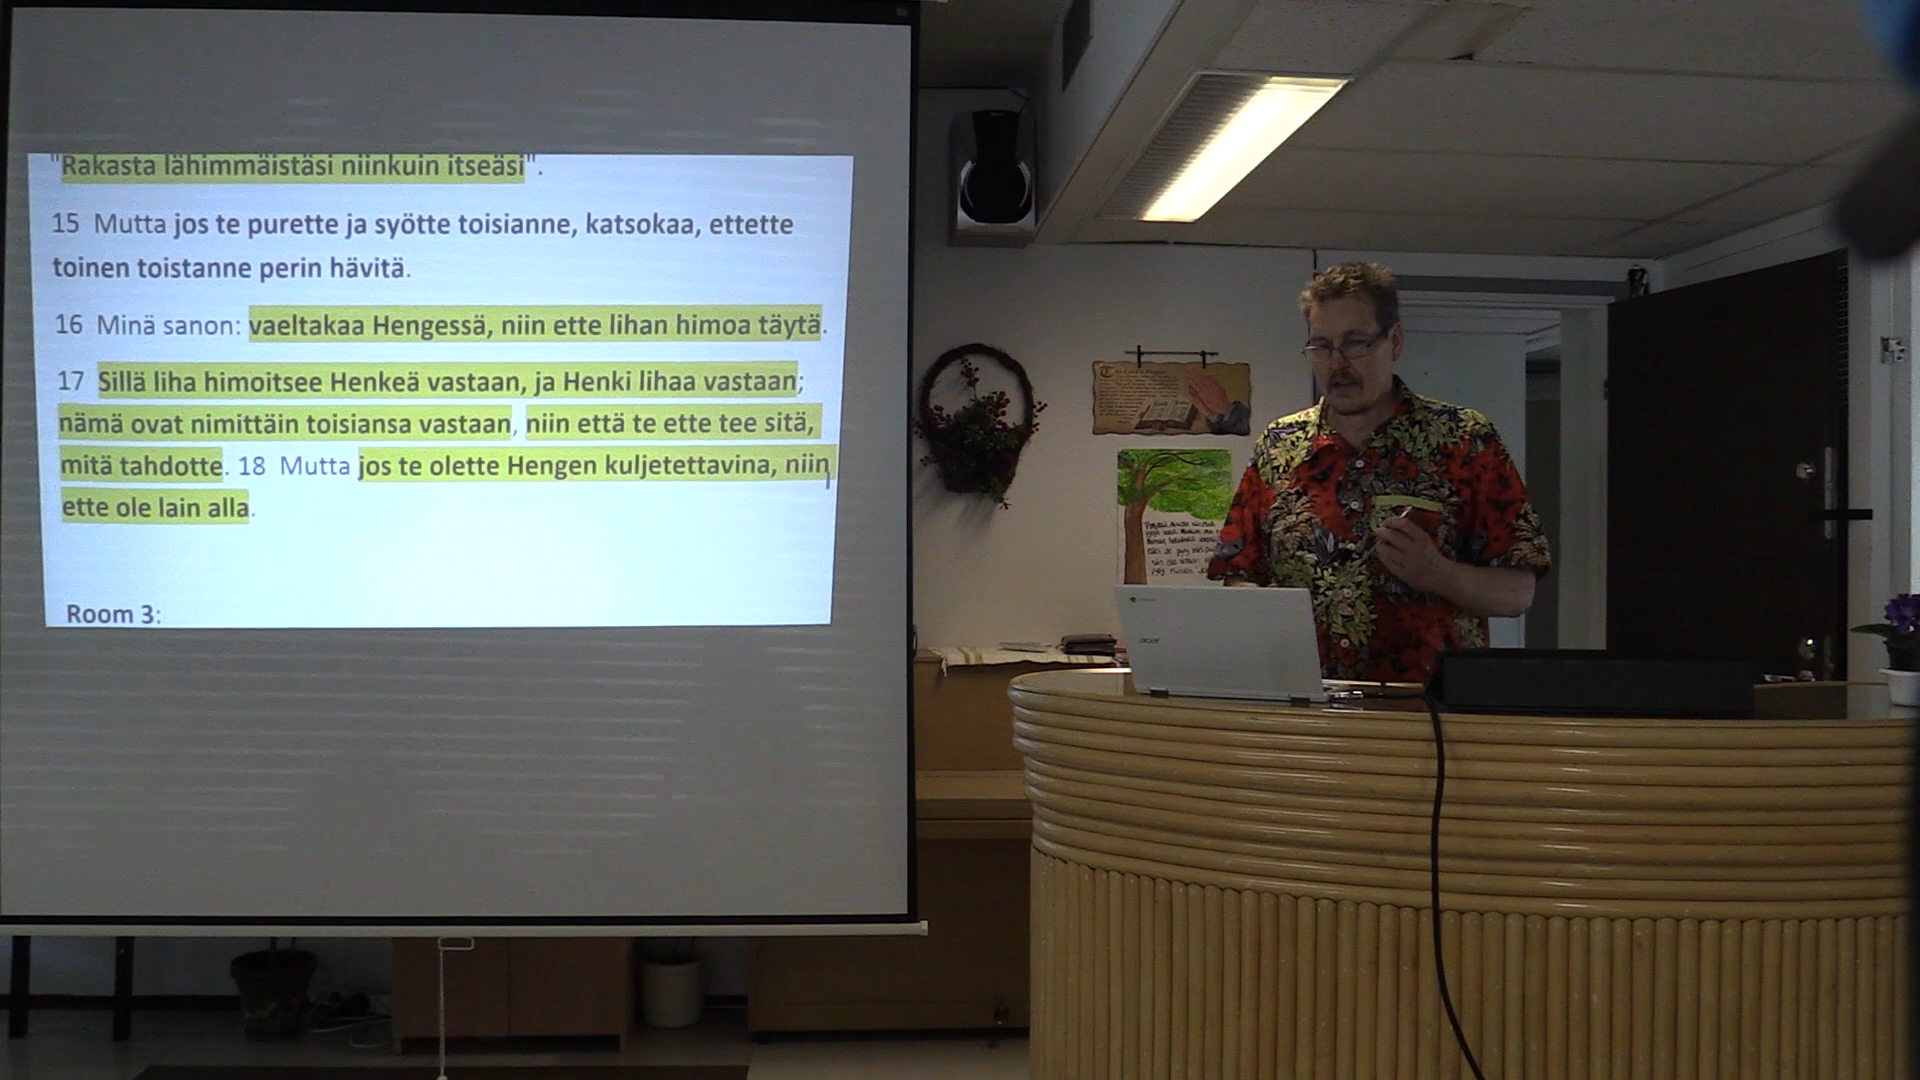 "Rakasta lähimmäistäsi niinkuin itseäsi".
15 Mutta jos te purette ja syötte toisianne, katsokaa, ettette
toinen toistanne perin hävitä.
16 Minä sanon: vaeltakaa Hengessä, niin ette lihan himoa täytä.
17 Sillä liha himoitsee Henkeä vastaan, ja Henki lihaa vastaan;
nämä ovat nimittäin toisiansa vastaan, niin että te ette tee sitä,
mitä tahdotte. 18 Mutta jos te olette Hengen kuljetettavina, niin
ette ole lain alla.
Room 3:
acer